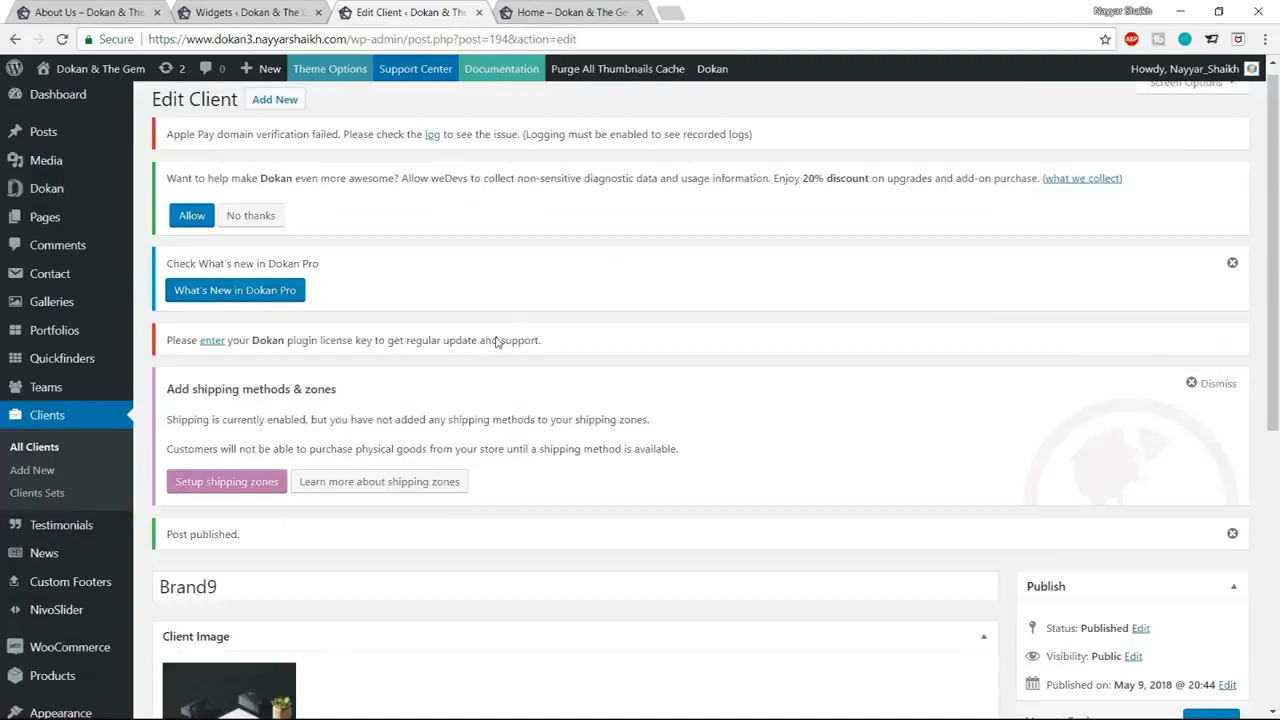 About Us – Dokan & The
Widgets ‹ Dokan & The
Edit Client ‹ Dokan & Th
Home – Dokan & The Ge
Nayyar Shaikh
Secure
https://www.dokan3.nayyarshaikh.com/wp-admin/post.php?post=194&action=edit
ABP
Dokan & The Gem
2
0
New
Theme Options
Support Center
Documentation
Purge All Thumbnails Cache
Dokan
Howdy, Nayyar_Shaikh
Dashboard
Posts
Media
Dokan
Pages
Comments
Contact
Galleries
Portfolios
Quickfinders
Teams
Clients
All Clients
Add New
Clients Sets
Testimonials
News
Custom Footers
NivoSlider
WooCommerce
Products
Appearance
Screen Options
Edit Client
Add New
Apple Pay domain verification failed. Please check the log to see the issue. (Logging must be enabled to see recorded logs)
Want to help make Dokan even more awesome? Allow weDevs to collect non-sensitive diagnostic data and usage information. Enjoy 20% discount on upgrades and add-on purchase. (what we collect)
Allow
No thanks
Check What's new in Dokan Pro
What's New in Dokan Pro
Please enter your Dokan plugin license key to get regular update and support.
Add shipping methods & zones
Dismiss
Shipping is currently enabled, but you have not added any shipping methods to your shipping zones.
Customers will not be able to purchase physical goods from your store until a shipping method is available.
Setup shipping zones
Learn more about shipping zones
Post published.
Brand9
Client Image
Publish
Status: Published Edit
Visibility: Public Edit
Published on: May 9, 2018 @ 20:44 Edit